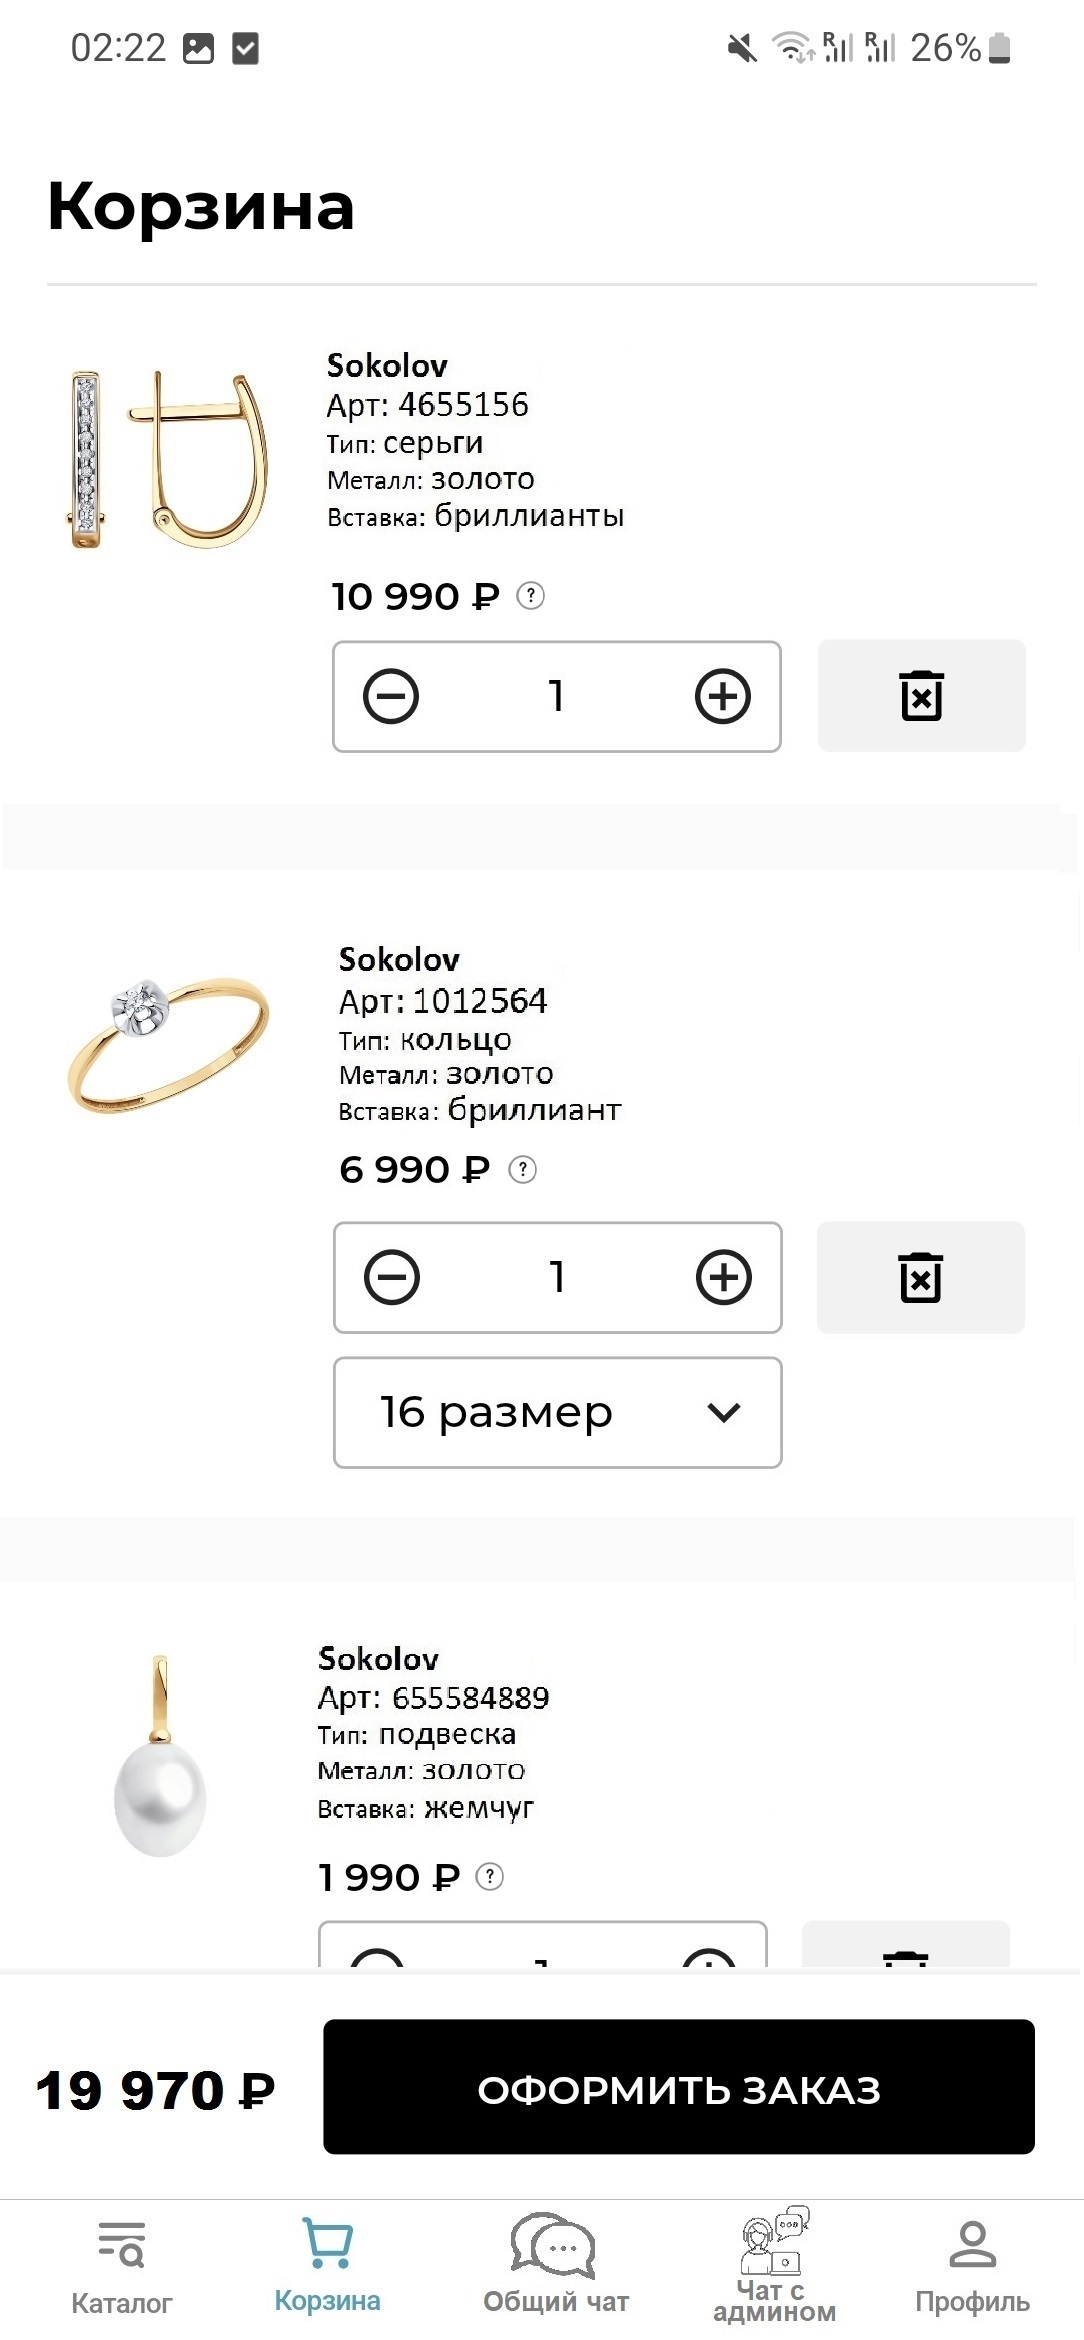 02:22
R R 26%
Корзина
Sokolov
Арт: 4655156
Тип: серьги
Металл: золото
Вставка: бриллианты
10 990 ₽ ?
1
Sokolov
Арт: 1012564
Тип: кольцо
Металл: золото
Вставка: бриллиант
6 990 ₽ ?
1
16 размер
Sokolov
Арт: 655584889
Тип: подвеска
Металл: золото
Вставка: жемчуг
1 990 ₽ ?
1
19 970 ₽
ОФОРМИТЬ ЗАКАЗ
Каталог
Корзина
Общий чат
Чат с
админом
Профиль